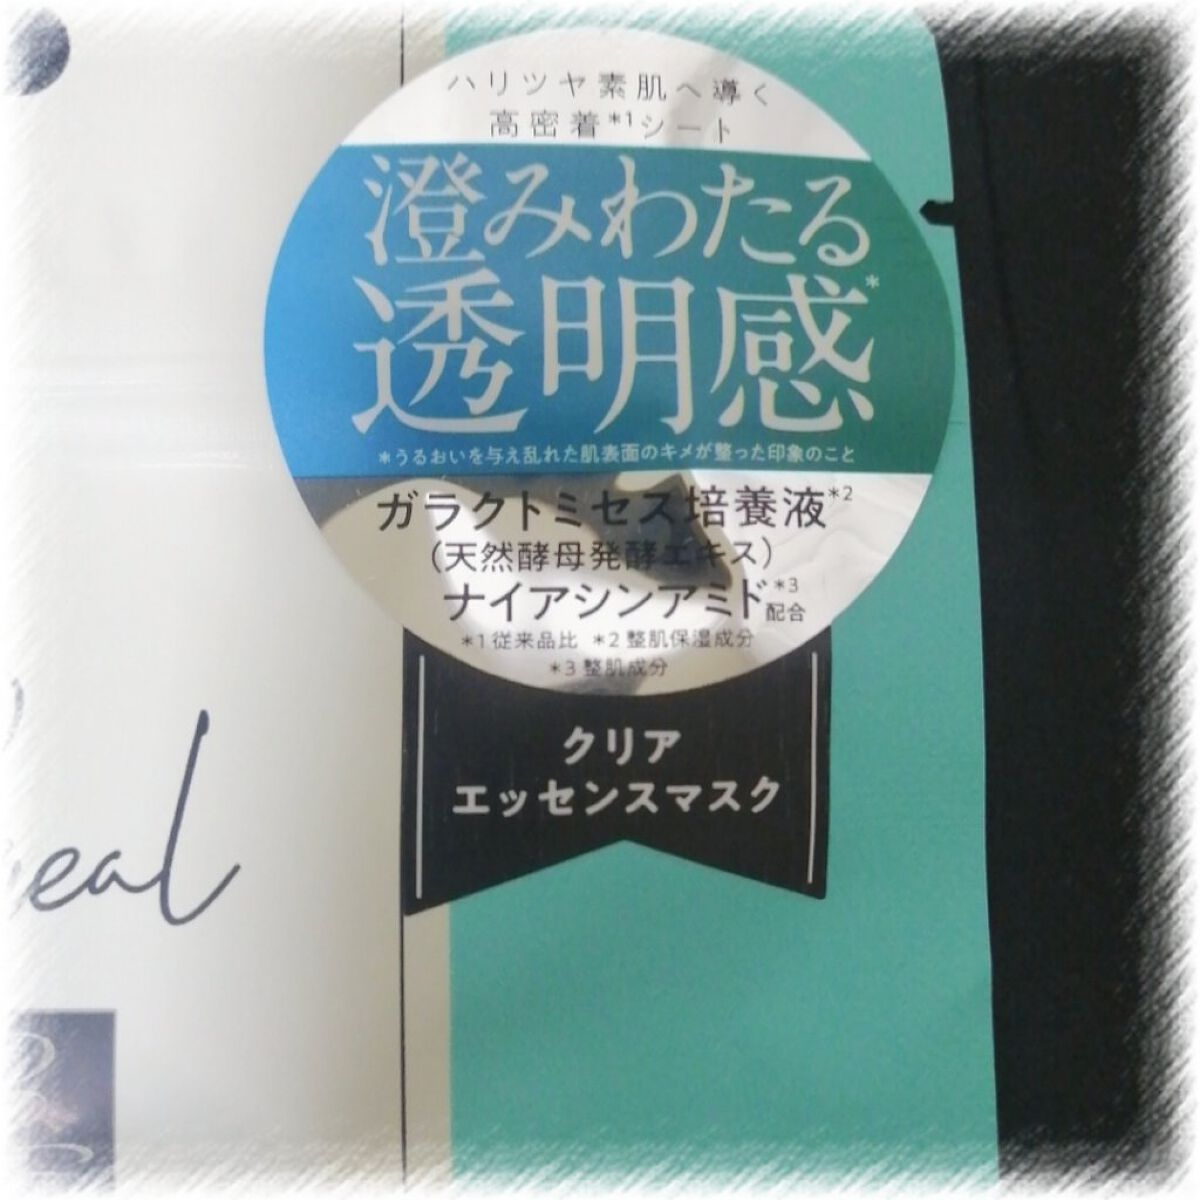 ハリツヤ素肌へ導く
高密着*1シート
澄みわたる
透明感*
*うるおいを与え乱れた肌表面のキメが整った印象のこと
ガラクトミセス培養液*2
(天然酵母発酵エキス)
ナイアシンアミド*3配合
*1従来品比 *2整肌保湿成分
*3整肌成分
クリア
エッセンスマスク
eal